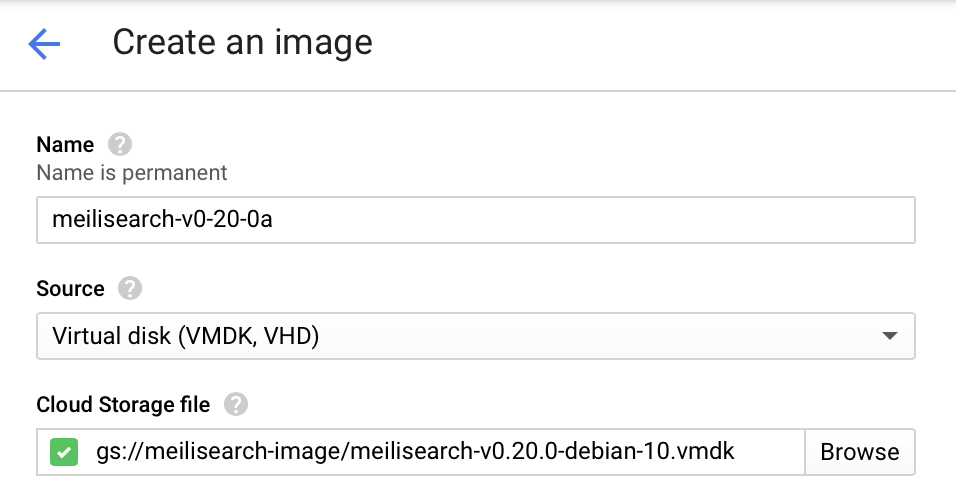 Create an image
Name ?
Name is permanent
meilisearch-v0-20-0a
Source ?
Virtual disk (VMDK, VHD)
Cloud Storage file ?
gs://meilisearch-image/meilisearch-v0.20.0-debian-10.vmdk Browse